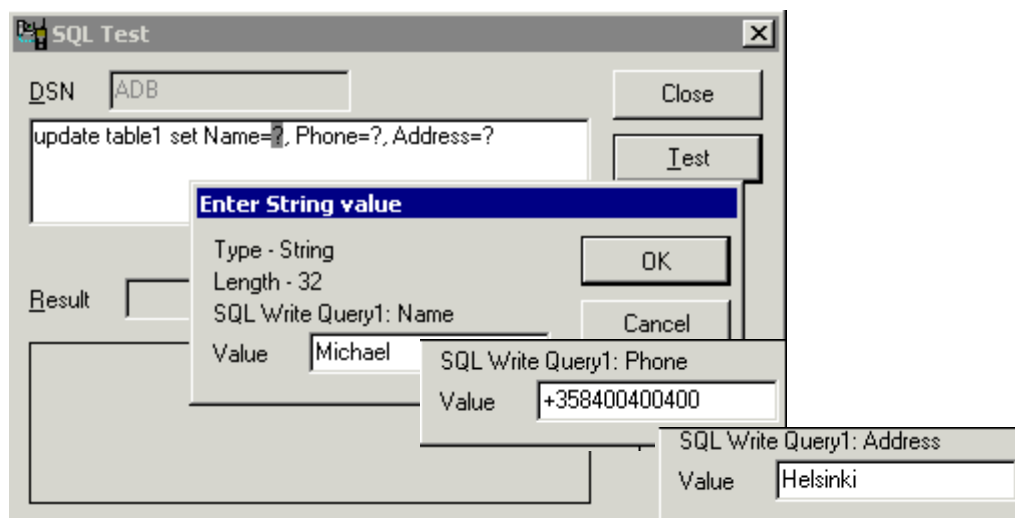 SQL Test
DSN ADB Close
update table1 set Name=?, Phone=?, Address=?
Test
Enter String value
Type - String
Length - 32
OK
Result
SQL Write Query1: Name
Cancel
Value Michael
SQL Write Query1: Phone
Value +358400400400
SQL Write Query1: Address
Value Helsinki